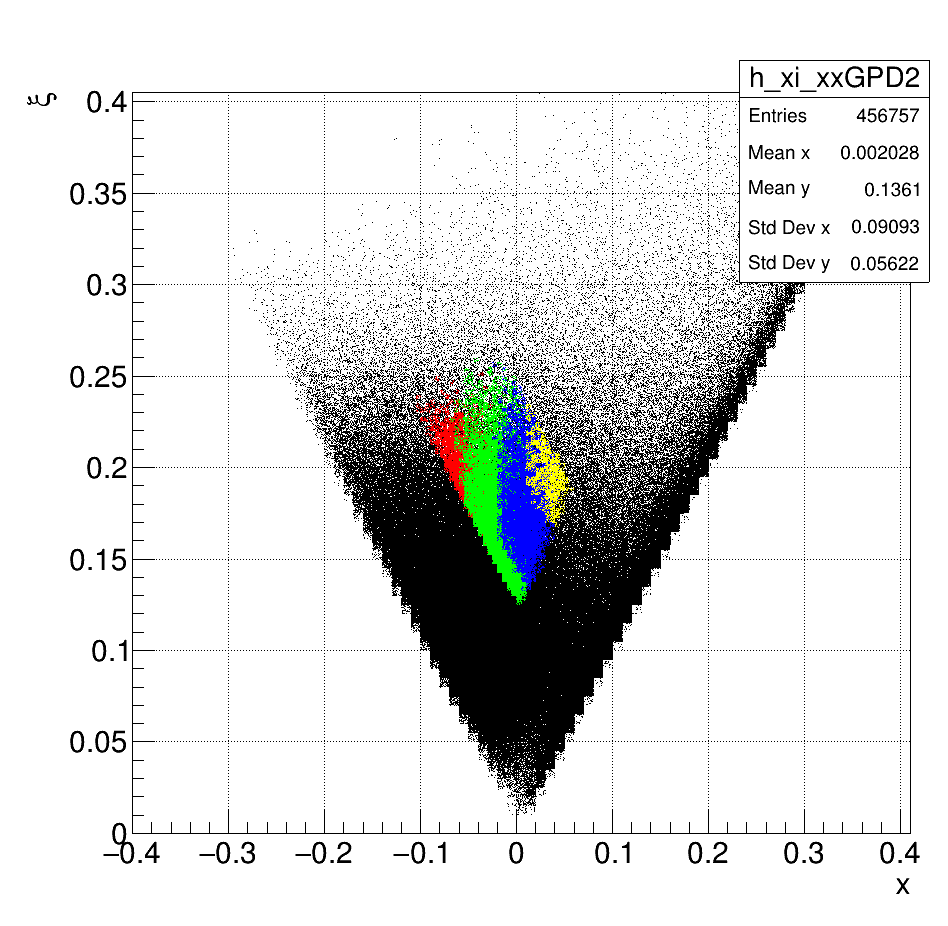 h_xi_xxGPD2
Entries 456757
Mean x 0.002028
Mean y 0.1361
Std Dev x 0.09093
Std Dev y 0.05622
ξ
0.4
0.35
0.3
0.25
0.2
0.15
0.1
0.05
0
−0.4 −0.3 −0.2 −0.1 0 0.1 0.2 0.3 0.4
x